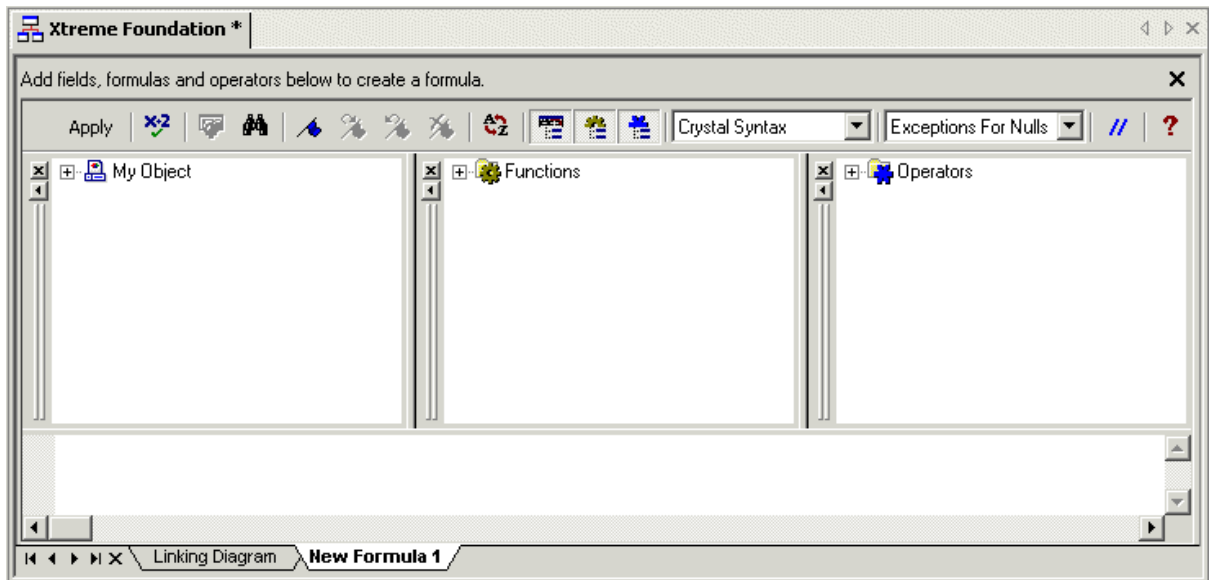 Xtreme Foundation *
Add fields, formulas and operators below to create a formula.
Apply X+2 A Z Crystal Syntax Exceptions For Nulls // ?
My Object Functions Operators
Linking Diagram New Formula 1